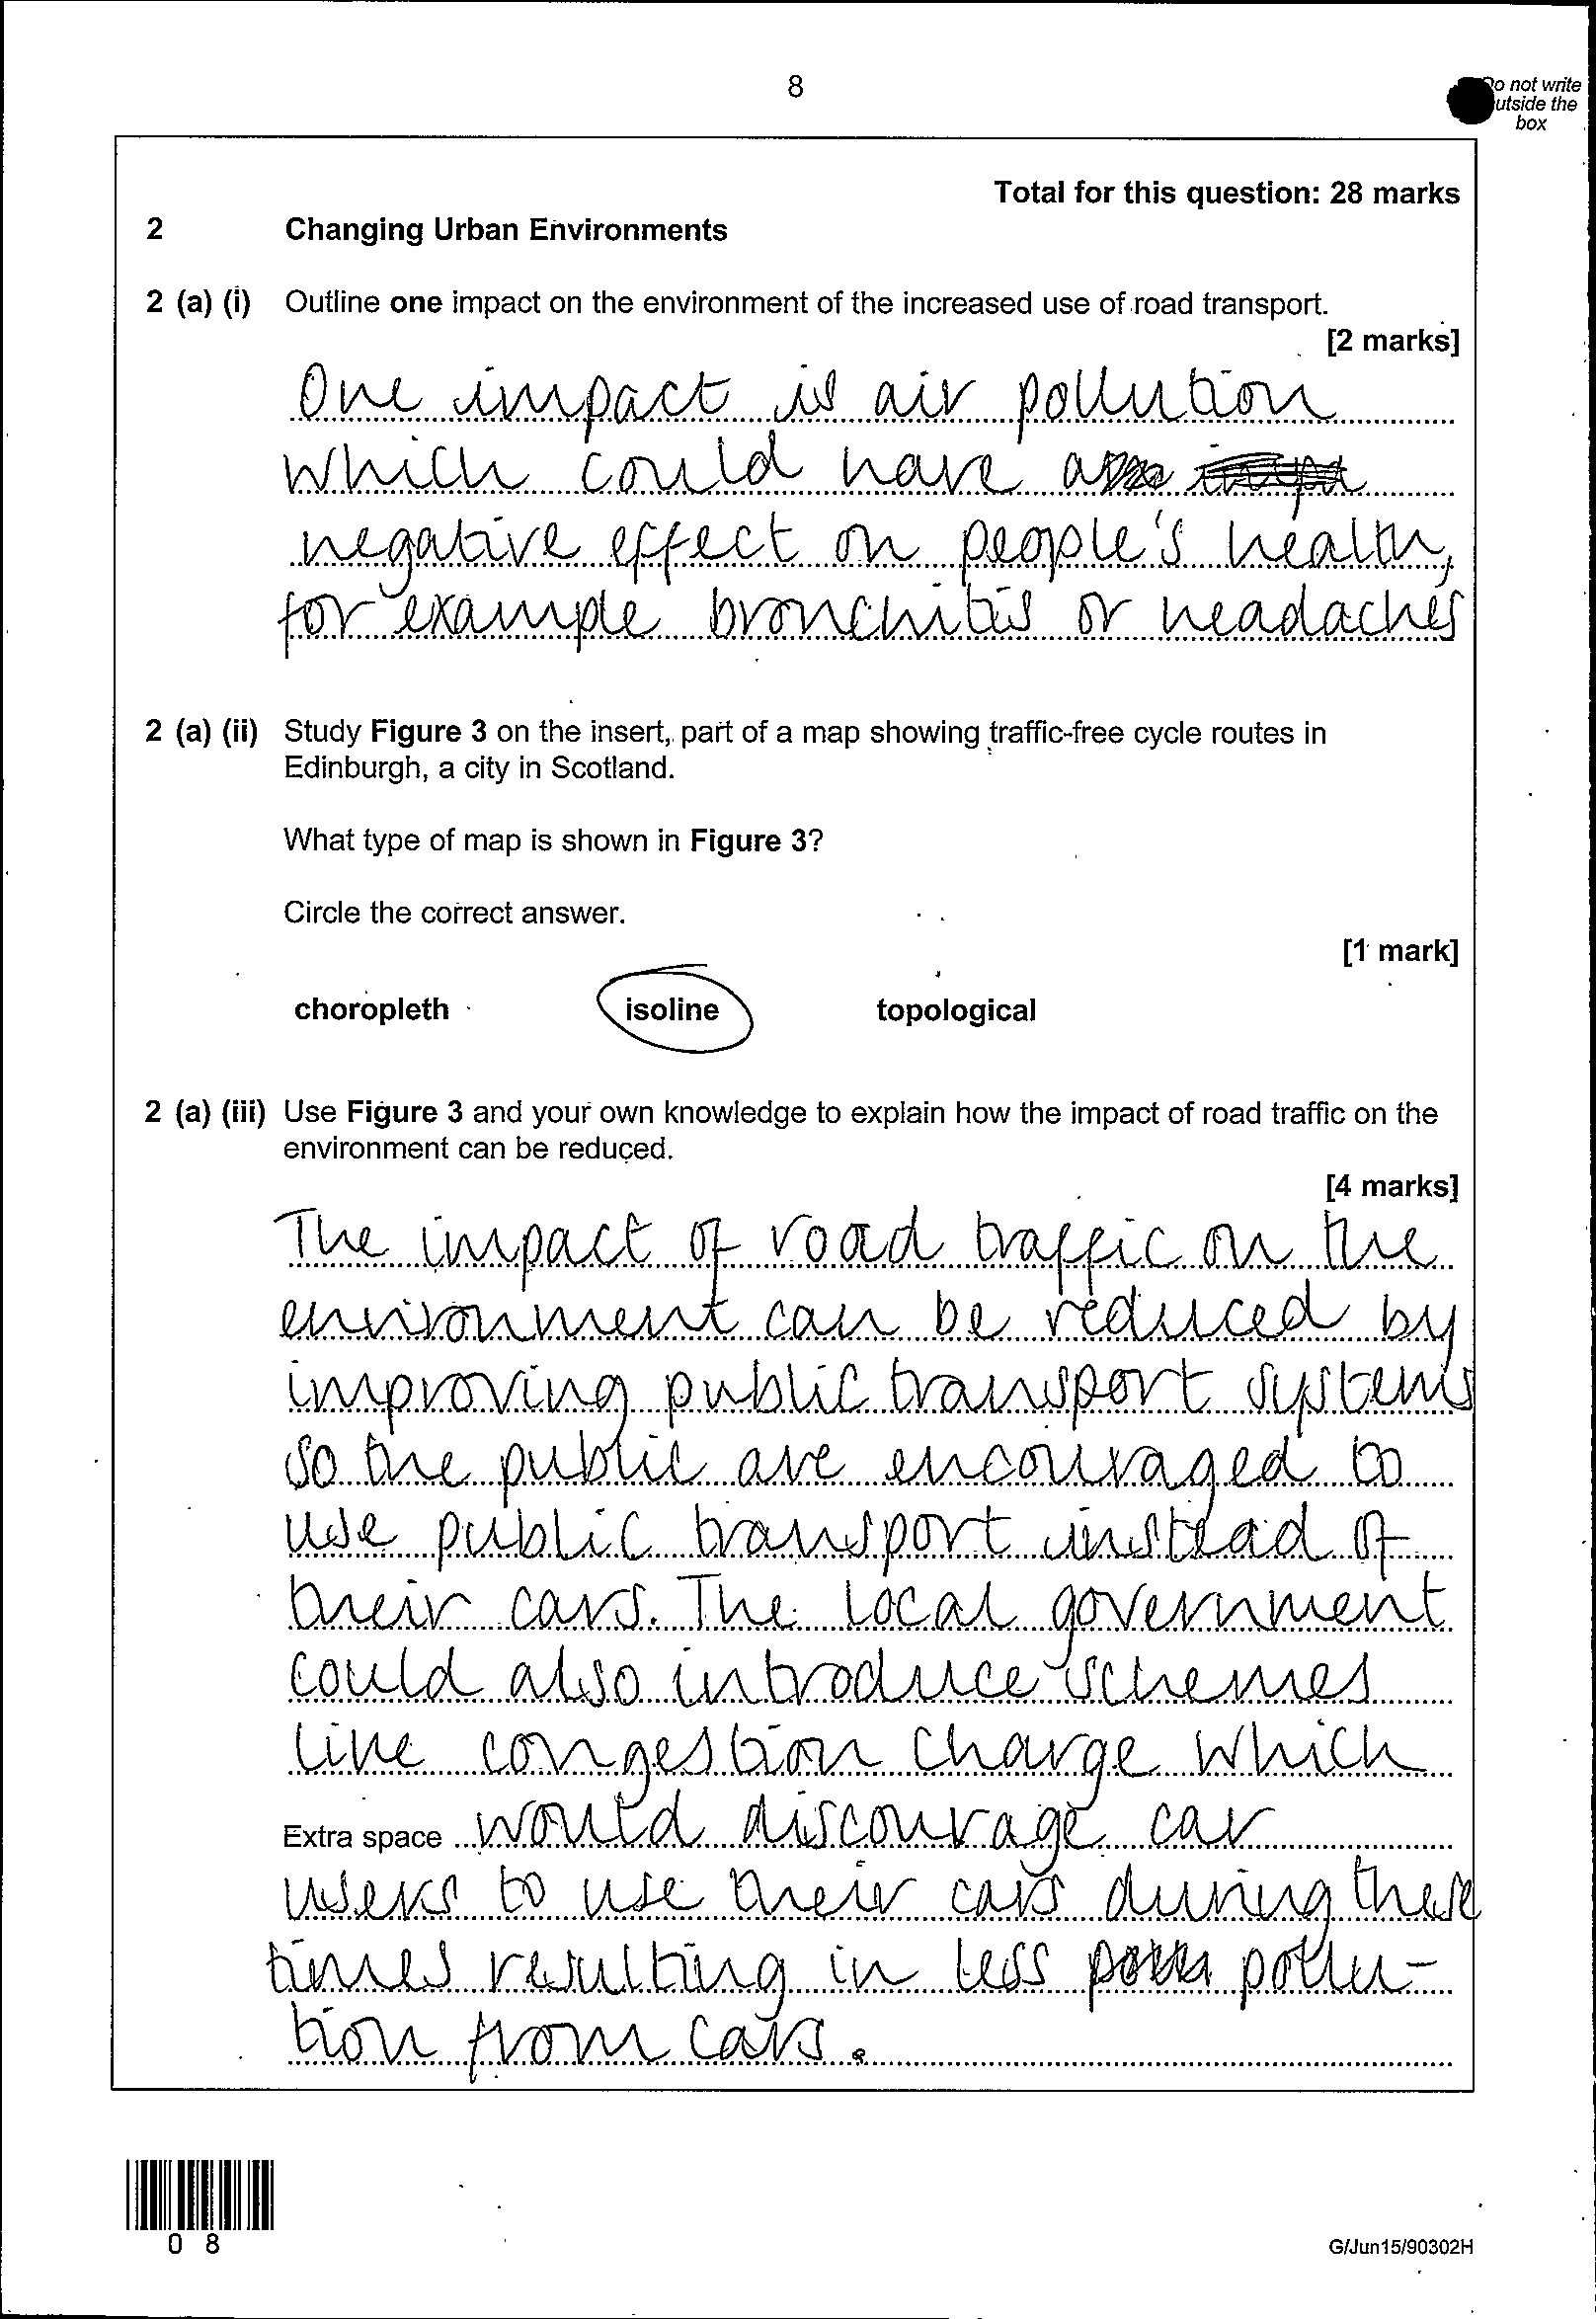 8
Do not write
outside the
box
Total for this question: 28 marks
2 Changing Urban Environments
2 (a) (i) Outline one impact on the environment of the increased use of road transport.
[2 marks]
One impact is air pollution
which could have a
negative effect on people's health,
for example bronchitis or headaches
2 (a) (ii) Study Figure 3 on the insert, part of a map showing traffic-free cycle routes in
Edinburgh, a city in Scotland.
What type of map is shown in Figure 3?
Circle the correct answer.
[1 mark]
choropleth isoline topological
2 (a) (iii) Use Figure 3 and your own knowledge to explain how the impact of road traffic on the
environment can be reduced.
[4 marks]
The impact of road traffic on the
environment can be reduced by
improving public transport systems
so the public are encouraged to
use public transport instead of
their cars. The local government
could also introduce schemes
like congestion charge which
Extra space would discourage car
users to use their cars during these
times resulting in less pollu-
tion from cars.
0 8
G/Jun15/90302H